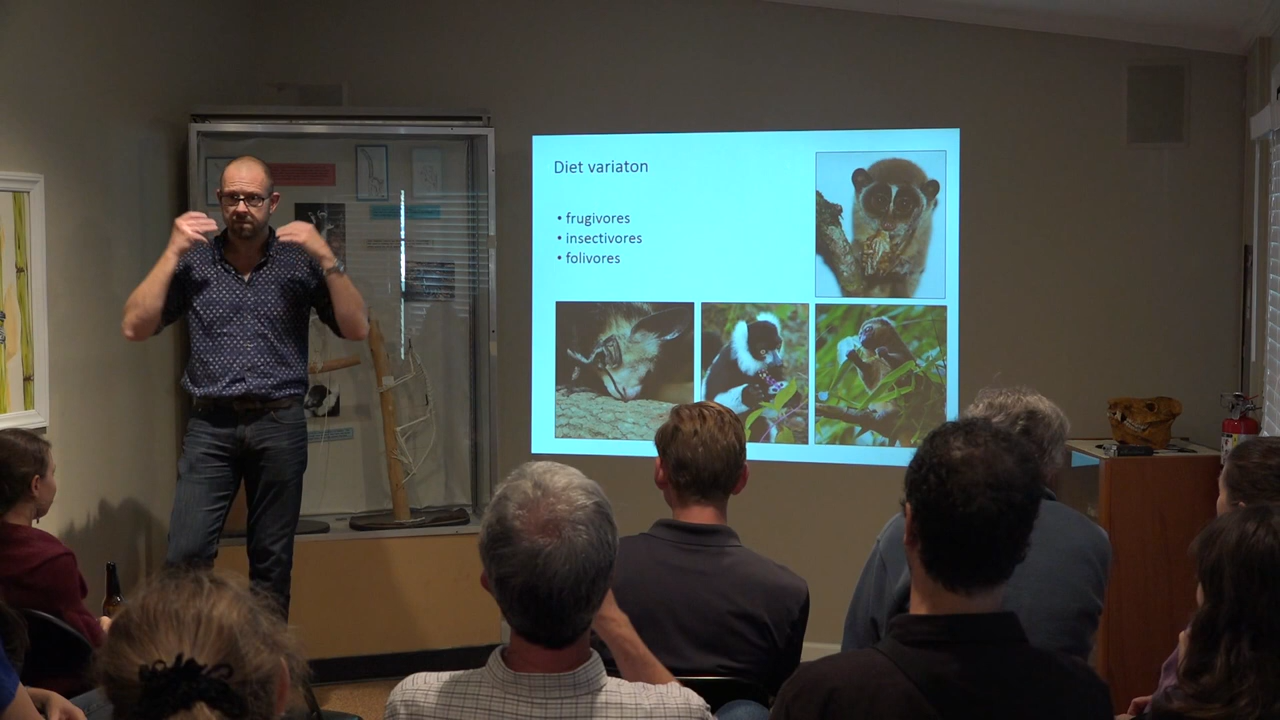 Diet variaton
• frugivores
• insectivores
• folivores